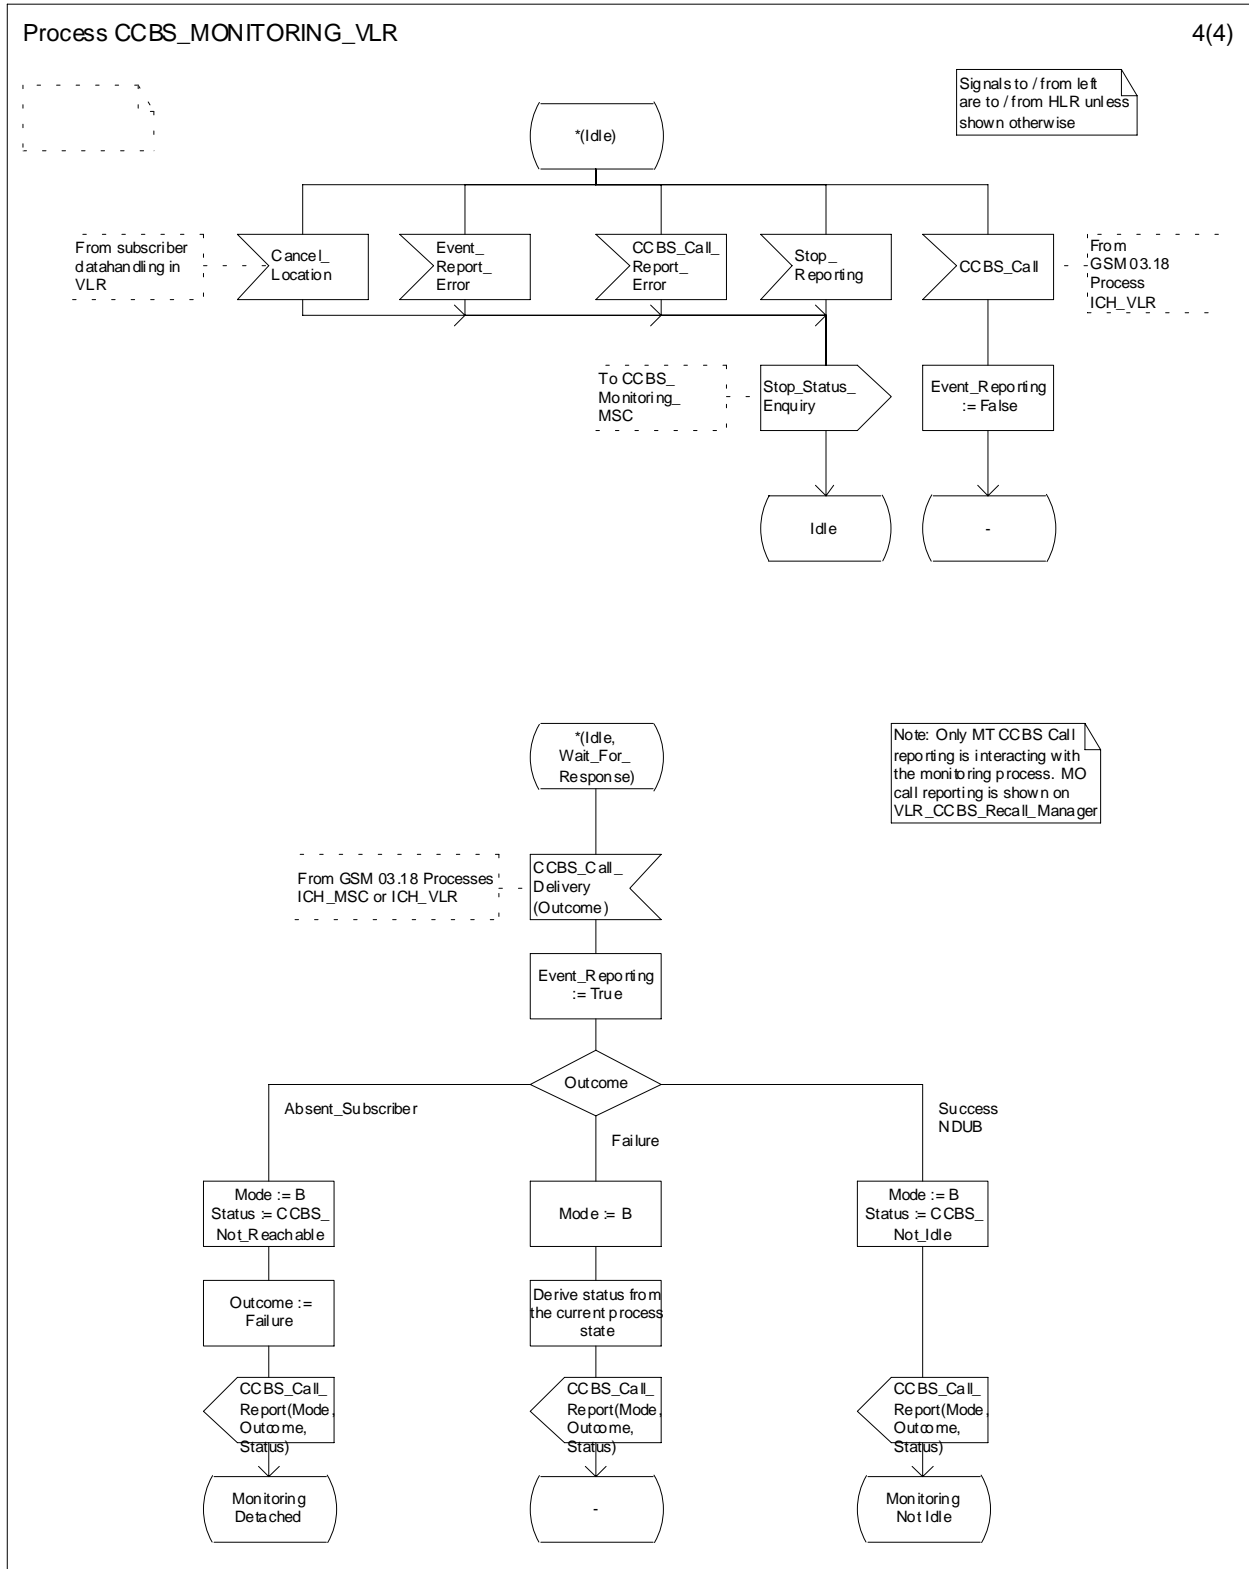 Process CCBS_MONITORING_VLR
4(4)
Signals to / from left
are to / from HLR unless
shown otherwise
*(Idle)
From subscriber
datahandling in
VLR
Cancel_
Location
Event_
Report_
Error
CCBS_Call_
Report_
Error
Stop_
Reporting
CCBS_Call
From
GSM 03.18
Process
ICH_VLR
To CCBS_
Monitoring_
MSC
Stop_Status_
Enquiry
Event_Reporting
:= False
Idle
-
*(Idle,
Wait_For_
Response)
Note: Only MT CCBS Call
reporting is interacting with
the monitoring process. MO
call reporting is shown on
VLR_CCBS_Recall_Manager
From GSM 03.18 Processes
ICH_MSC or ICH_VLR
CCBS_Call_
Delivery
(Outcome)
Event_Reporting
:= True
Outcome
Absent_Subscriber
Failure
Success
NDUB
Mode := B
Status := CCBS_
Not_Reachable
Mode := B
Mode := B
Status := CCBS_
Not_Idle
Outcome :=
Failure
Derive status from
the current process
state
CCBS_Call_
Report(Mode,
Outcome,
Status)
CCBS_Call_
Report(Mode,
Outcome,
Status)
CCBS_Call_
Report(Mode,
Outcome,
Status)
Monitoring
Detached
-
Monitoring
Not Idle